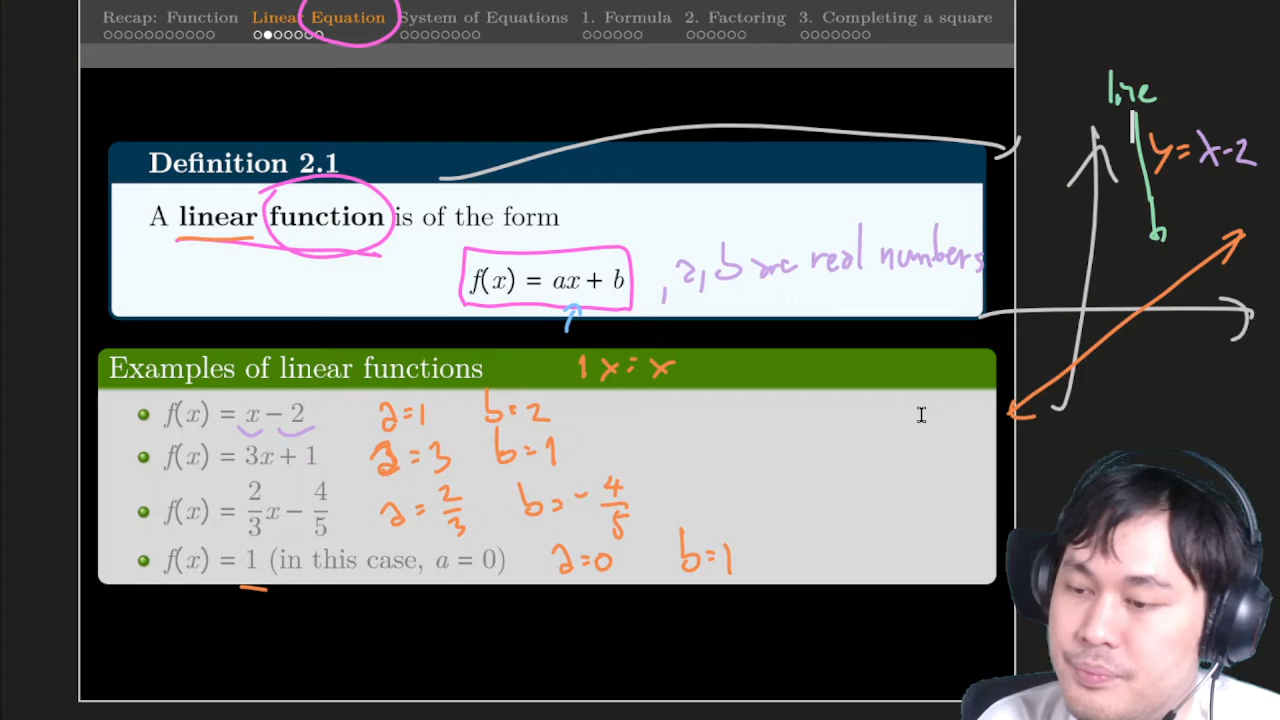 Recap: Function Linear Equation System of Equations 1. Formula 2. Factoring 3. Completing a square
line
y = x-2
Definition 2.1
A linear function is of the form
f(x) = ax + b , a, b are real numbers
Examples of linear functions 1x = x
f(x) = x − 2 a=1 b=2
f(x) = 3x + 1 a=3 b=1
f(x) = 2/3x − 4/5 a = 2/3 b= - 4/5
f(x) = 1 (in this case, a = 0) a=0 b=1